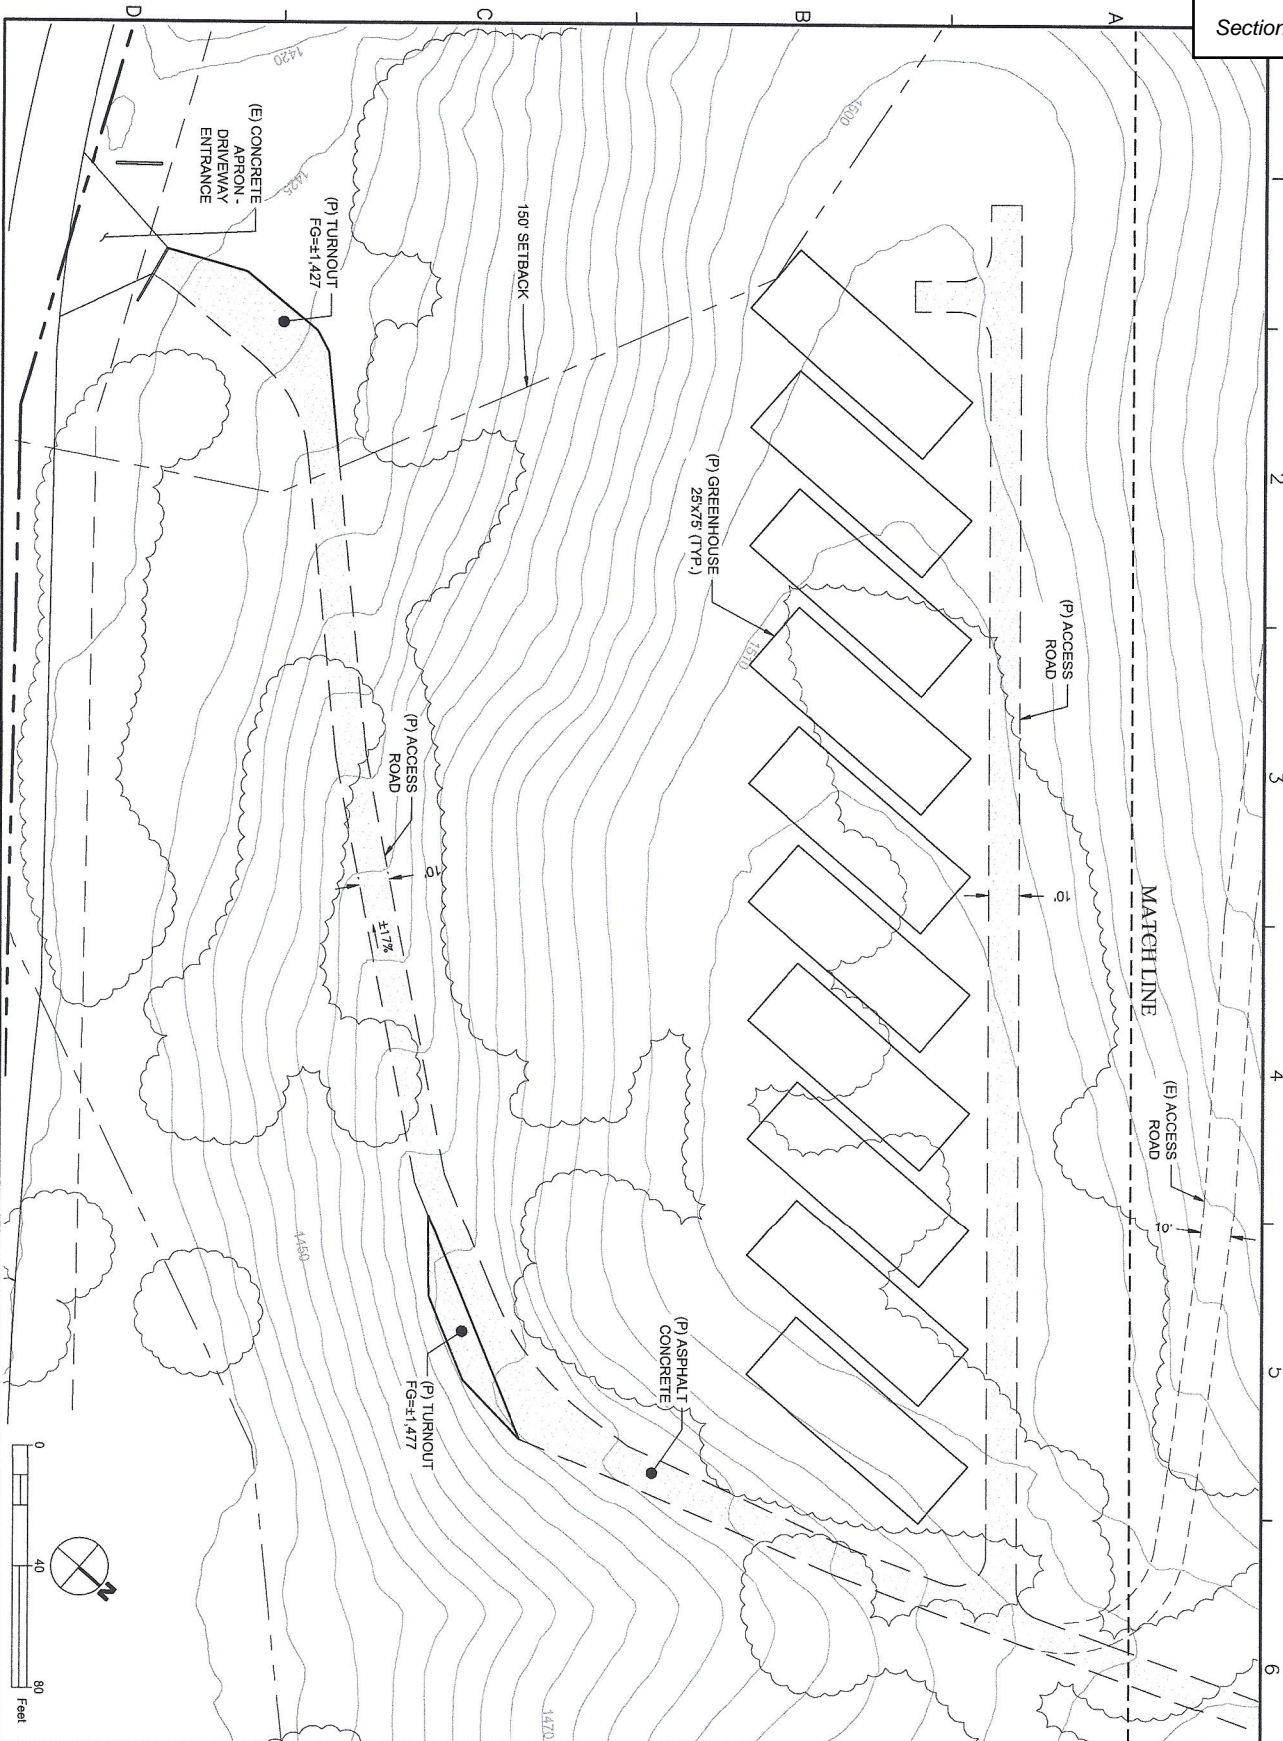 Section
D
C
B
A
1
2
3
4
5
6
1420
1425
1500
1510
1450
1470
(E) CONCRETE
APRON -
DRIVEWAY
ENTRANCE
(P) TURNOUT
FG=±1,427
150' SETBACK
(P) GREENHOUSE
25'x75' (TYP.)
(P) ACCESS
ROAD
(P) ACCESS
ROAD
10'
±17%
10'
MATCHLINE
(E) ACCESS
ROAD
10'
(P) ASPHALT
CONCRETE
(P) TURNOUT
FG=±1,477
N
0
40
80
Feet